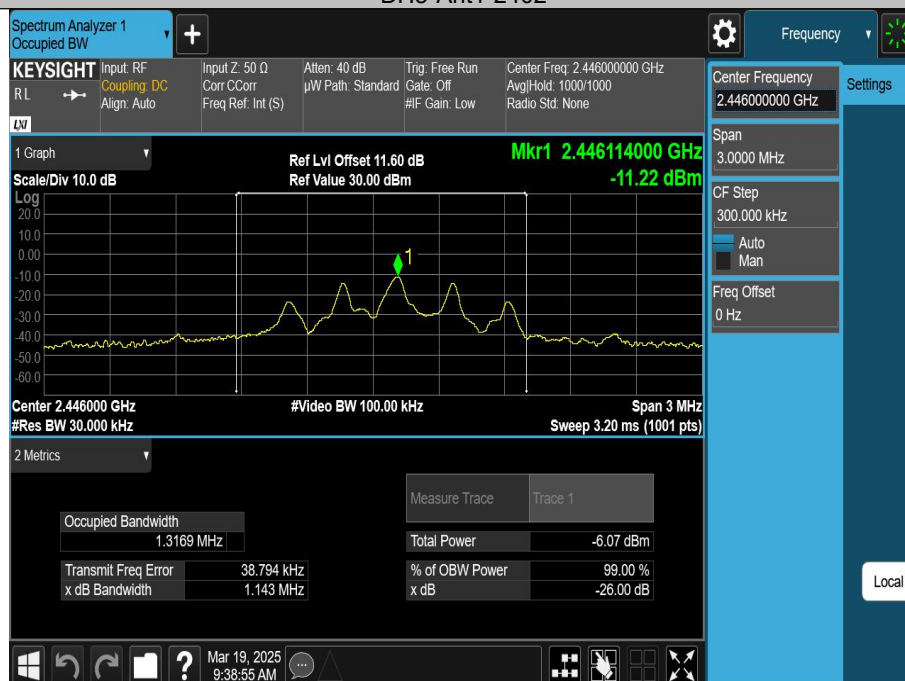 Spectrum Analyzer 1
Occupied BW
+
Frequency
KEYSIGHT
R L
LXI
Input: RF
Coupling: DC
Align: Auto
Input Z: 50 Ω
Corr CCorr
Freq Ref: Int (S)
Atten: 40 dB
µW Path: Standard
Trig: Free Run
Gate: Off
#IF Gain: Low
Center Freq: 2.446000000 GHz
Avg|Hold: 1000/1000
Radio Std: None
Center Frequency
2.446000000 GHz
Settings
Span
3.0000 MHz
CF Step
300.000 kHz
Auto
Man
Freq Offset
0 Hz
Local
1 Graph
Scale/Div 10.0 dB
Ref Lvl Offset 11.60 dB
Ref Value 30.00 dBm
Mkr1 2.446114000 GHz
-11.22 dBm
Log
20.0
10.0
0.00
-10.0
-20.0
-30.0
-40.0
-50.0
-60.0
1
Center 2.446000 GHz
#Res BW 30.000 kHz
#Video BW 100.00 kHz
Span 3 MHz
Sweep 3.20 ms (1001 pts)
2 Metrics
Measure Trace
Trace 1
Occupied Bandwidth
1.3169 MHz
Total Power
-6.07 dBm
Transmit Freq Error
38.794 kHz
% of OBW Power
99.00 %
x dB Bandwidth
1.143 MHz
x dB
-26.00 dB
?
Mar 19, 2025
9:38:55 AM